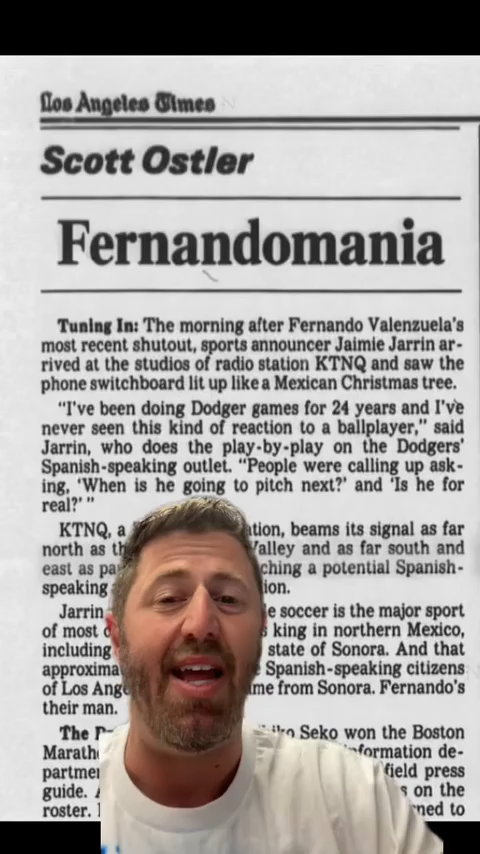 Los Angeles Times
Scott Ostler
Fernandomania
Tuning In: The morning after Fernando Valenzuela's
most recent shutout, sports announcer Jaimie Jarrin ar-
rived at the studios of radio station KTNQ and saw the
phone switchboard lit up like a Mexican Christmas tree.
"I've been doing Dodger games for 24 years and I've
never seen this kind of reaction to a ballplayer," said
Jarrin, who does the play-by-play on the Dodgers'
Spanish-speaking outlet. "People were calling up ask-
ing, 'When is he going to pitch next?' and 'Is he for
real?' "
KTNQ, a ation, beams its signal as far
north as th Valley and as far south and
east as pa ching a potential Spanish-
speaking ion.
Jarrin e soccer is the major sport
of most king in northern Mexico,
including state of Sonora. And that
approxima Spanish-speaking citizens
of Los Ange me from Sonora. Fernando's
their man.
The P ko Seko won the Boston
Marath information de-
partmen field press
guide. A s on the
roster. ned to